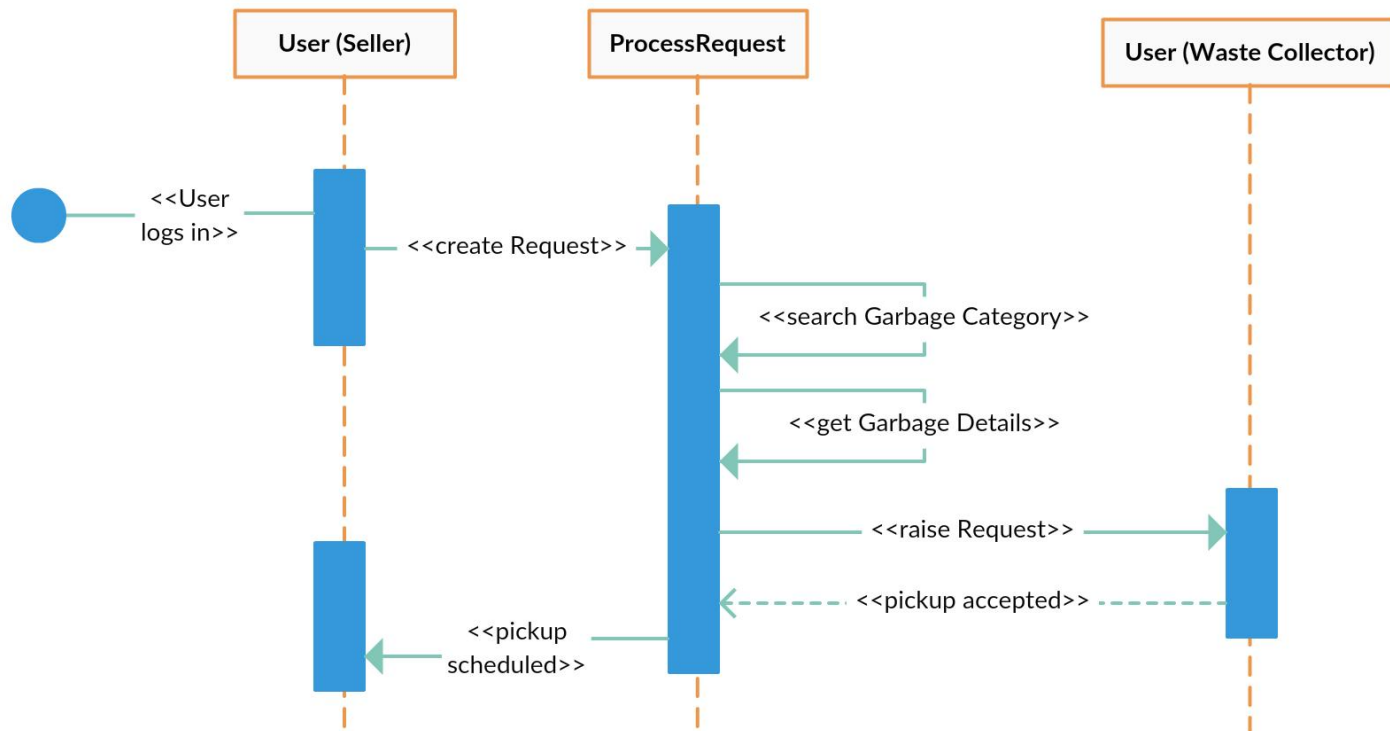 User (Seller)
ProcessRequest
User (Waste Collector)
<<User
logs in>>
<<create Request>>
<<search Garbage Category>>
<<get Garbage Details>>
<<raise Request>>
<<pickup accepted>>
<<pickup
scheduled>>